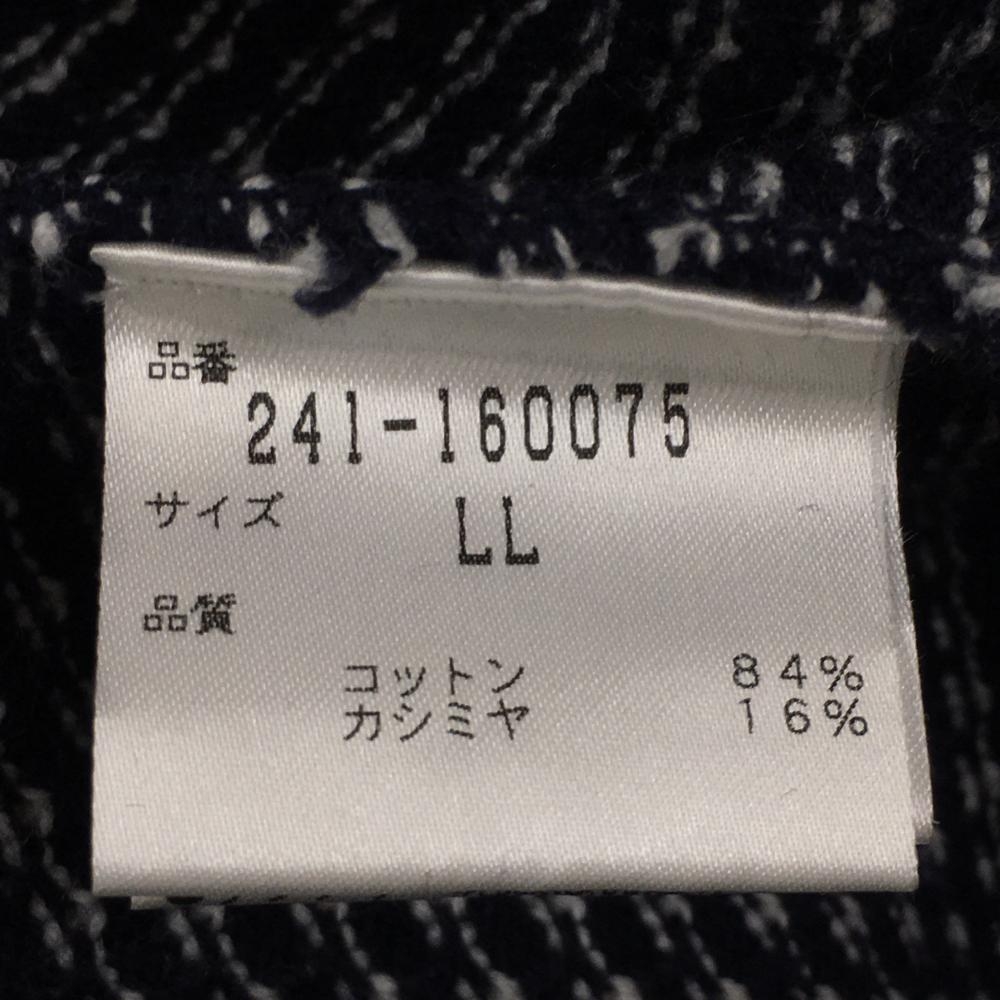 品番
241-160075
サイズ LL
品質
コットン 84%
カシミヤ 16%